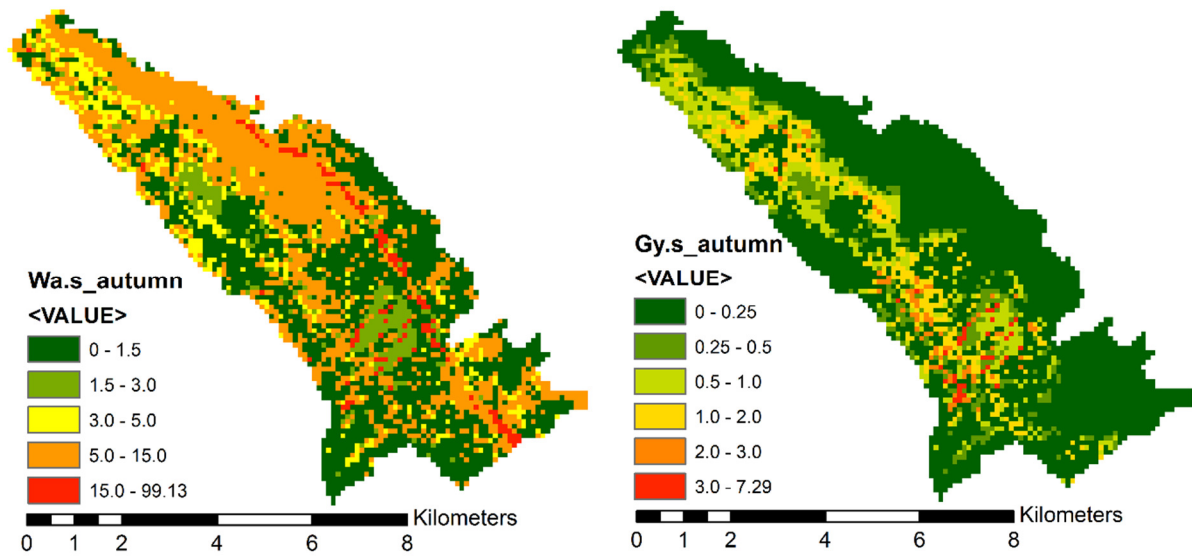 Wa.s_autumn
<VALUE>
0 - 1.5
1.5 - 3.0
3.0 - 5.0
5.0 - 15.0
15.0 - 99.13
Kilometers
0 1 2 4 6 8
Gy.s_autumn
<VALUE>
0 - 0.25
0.25 - 0.5
0.5 - 1.0
1.0 - 2.0
2.0 - 3.0
3.0 - 7.29
Kilometers
0 1 2 4 6 8